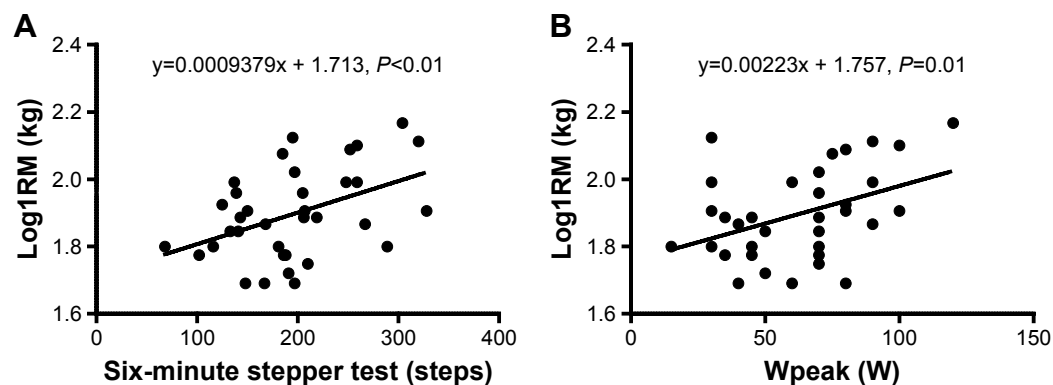 A
y=0.0009379x + 1.713, P<0.01
Log1RM (kg)
2.4
2.2
2.0
1.8
1.6
0 100 200 300 400
Six-minute stepper test (steps)
B
y=0.00223x + 1.757, P=0.01
Log1RM (kg)
2.4
2.2
2.0
1.8
1.6
0 50 100 150
Wpeak (W)